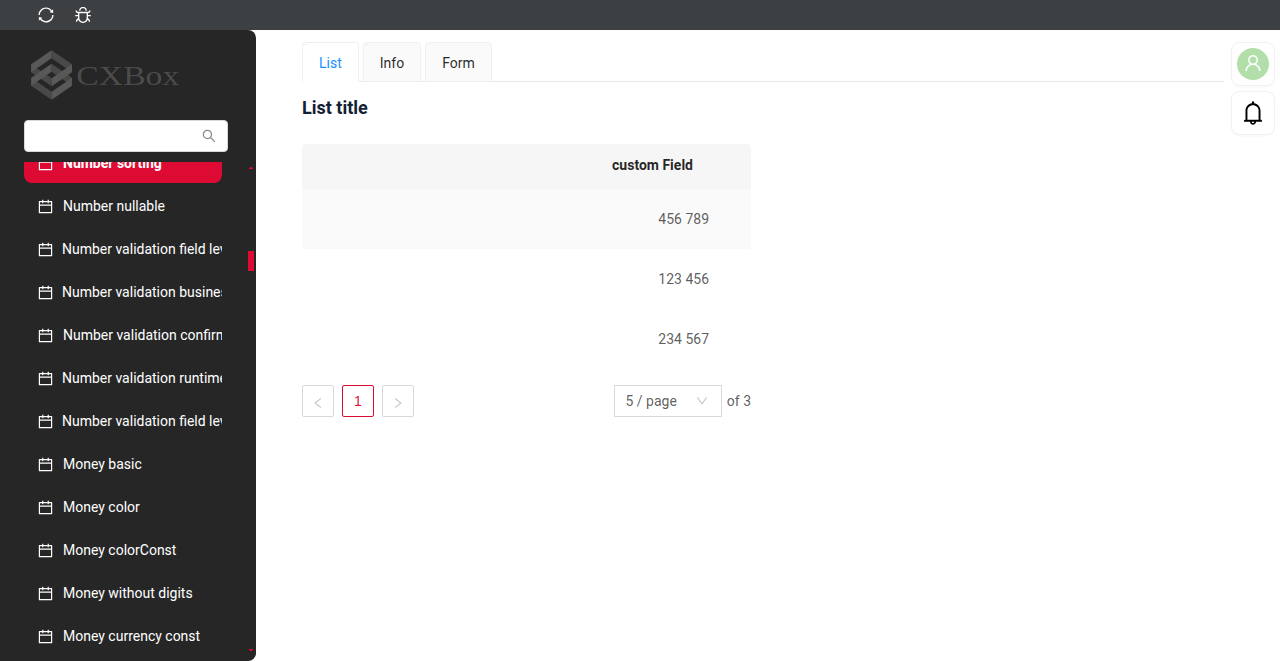 CXBox
Number sorting
Number nullable
Number validation field lev
Number validation busine
Number validation confirm
Number validation runtime
Number validation field lev
Money basic
Money color
Money colorConst
Money without digits
Money currency const
List
Info
Form
List title
custom Field
456 789
123 456
234 567
<
1
>
5 / page
of 3